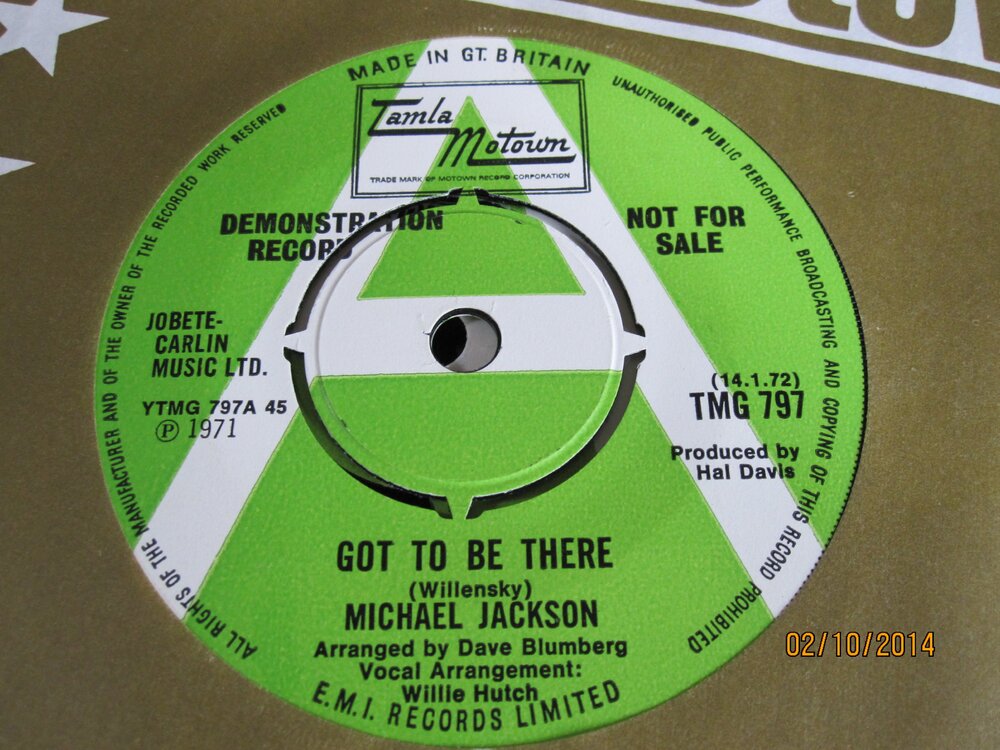 MADE IN GT. BRITAIN
Tamla
Motown
TRADE MARK OF MOTOWN RECORD CORPORATION
DEMONSTRATION
RECORD
NOT FOR
SALE
JOBETE-
CARLIN
MUSIC LTD.
YTMG 797A 45
Ⓟ 1971
(14.1.72)
TMG 797
Produced by
Hal Davis
GOT TO BE THERE
(Willensky)
MICHAEL JACKSON
Arranged by Dave Blumberg
Vocal Arrangement:
Willie Hutch
E.M.I. RECORDS LIMITED
ALL RIGHTS OF THE MANUFACTURER AND OF THE OWNER OF THE RECORDED WORK RESERVED
UNAUTHORISED PUBLIC PERFORMANCE BROADCASTING AND COPYING OF THIS RECORD PROHIBITED
02/10/2014